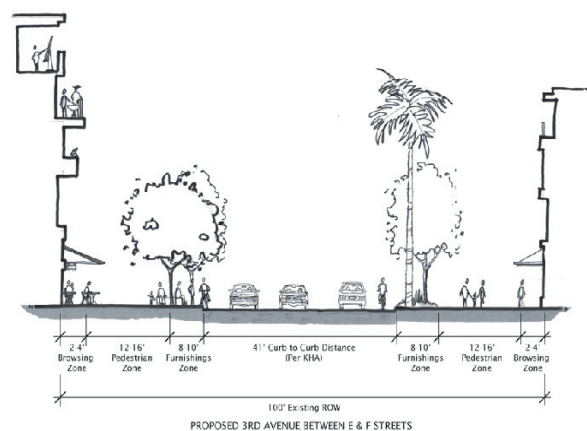 2-4'
Browsing
Zone
12-16'
Pedestrian
Zone
8-10'
Furnishings
Zone
41' Curb to Curb Distance
(Per KHA)
8-10'
Furnishings
Zone
12-16'
Pedestrian
Zone
2-4'
Browsing
Zone
100' Existing ROW
PROPOSED 3RD AVENUE BETWEEN E & F STREETS